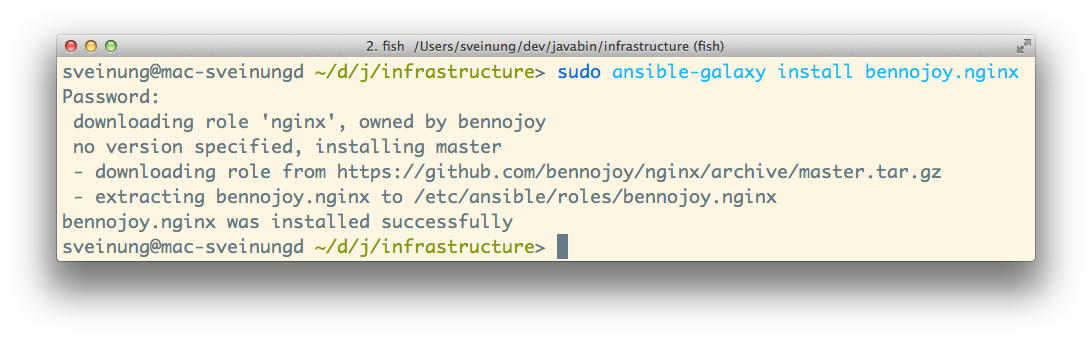 2. fish /Users/sveinung/dev/javabin/infrastructure (fish)
sveinung@mac-sveinungd ~/d/j/infrastructure> sudo ansible-galaxy install bennojoy.nginx
Password:
 downloading role 'nginx', owned by bennojoy
 no version specified, installing master
 - downloading role from https://github.com/bennojoy/nginx/archive/master.tar.gz
 - extracting bennojoy.nginx to /etc/ansible/roles/bennojoy.nginx
bennojoy.nginx was installed successfully
sveinung@mac-sveinungd ~/d/j/infrastructure>